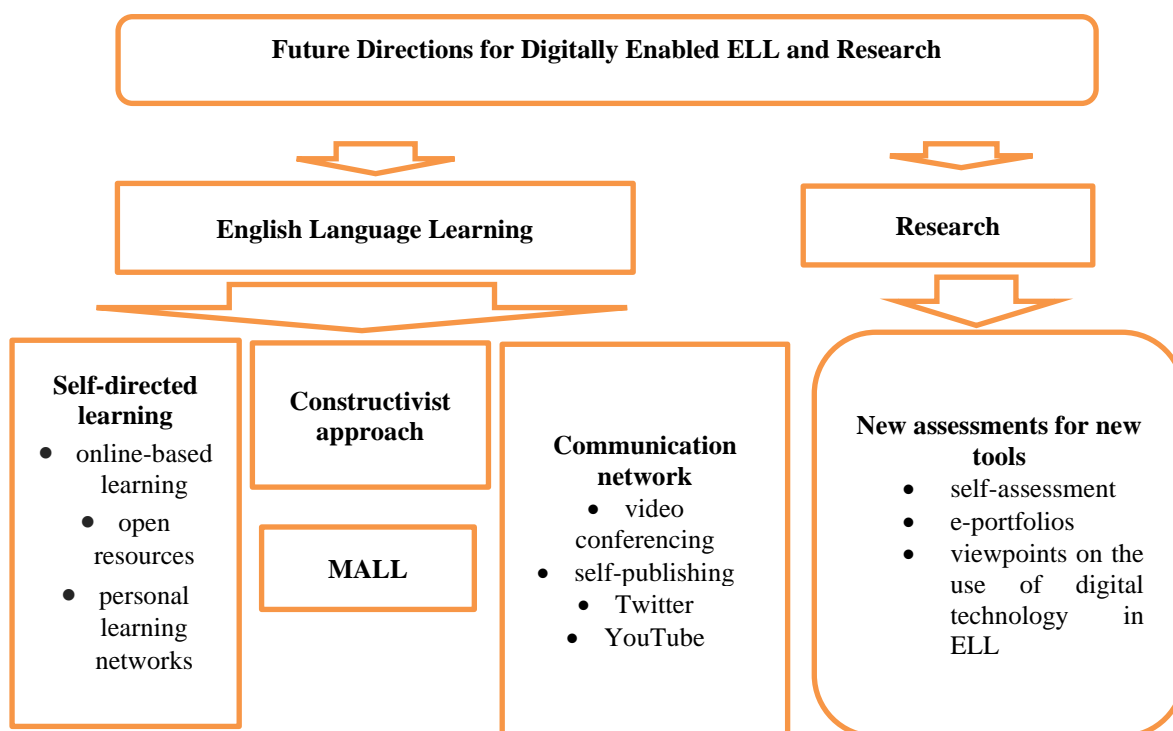 Future Directions for Digitally Enabled ELL and Research
English Language Learning
Research
Self-directed
learning
• online-based
learning
• open
resources
• personal
learning
networks
Constructivist
approach
MALL
Communication
network
• video
conferencing
• self-publishing
• Twitter
• YouTube
New assessments for new
tools
• self-assessment
• e-portfolios
• viewpoints on the
use of digital
technology in
ELL